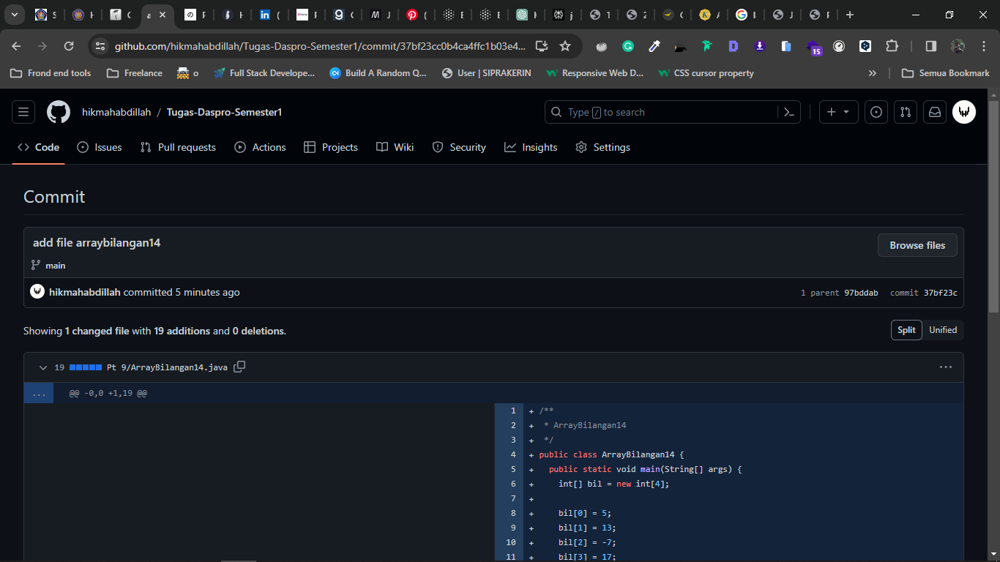 github.com/hikmahabdillah/Tugas-Daspro-Semester1/commit/37bf23cc0b4ca4ffc1b03e4...
15
Frond end tools
Freelance
o
Full Stack Develope...
Build A Random Q...
User | SIPRAKERIN
Responsive Web D...
CSS cursor property
»
Semua Bookmark
hikmahabdillah / Tugas-Daspro-Semester1
Type / to search
Code
Issues
Pull requests
Actions
Projects
Wiki
Security
Insights
Settings
Commit
add file arraybilangan14
Browse files
main
hikmahabdillah committed 5 minutes ago
1 parent 97bddab commit 37bf23c
Showing 1 changed file with 19 additions and 0 deletions.
Split Unified
19 Pt 9/ArrayBilangan14.java
... @@ -0,0 +1,19 @@
1 + /**
2 + * ArrayBilangan14
3 + */
4 + public class ArrayBilangan14 {
5 + public static void main(String[] args) {
6 + int[] bil = new int[4];
7 +
8 + bil[0] = 5;
9 + bil[1] = 13;
10 + bil[2] = -7;
11 + bil[3] = 17;